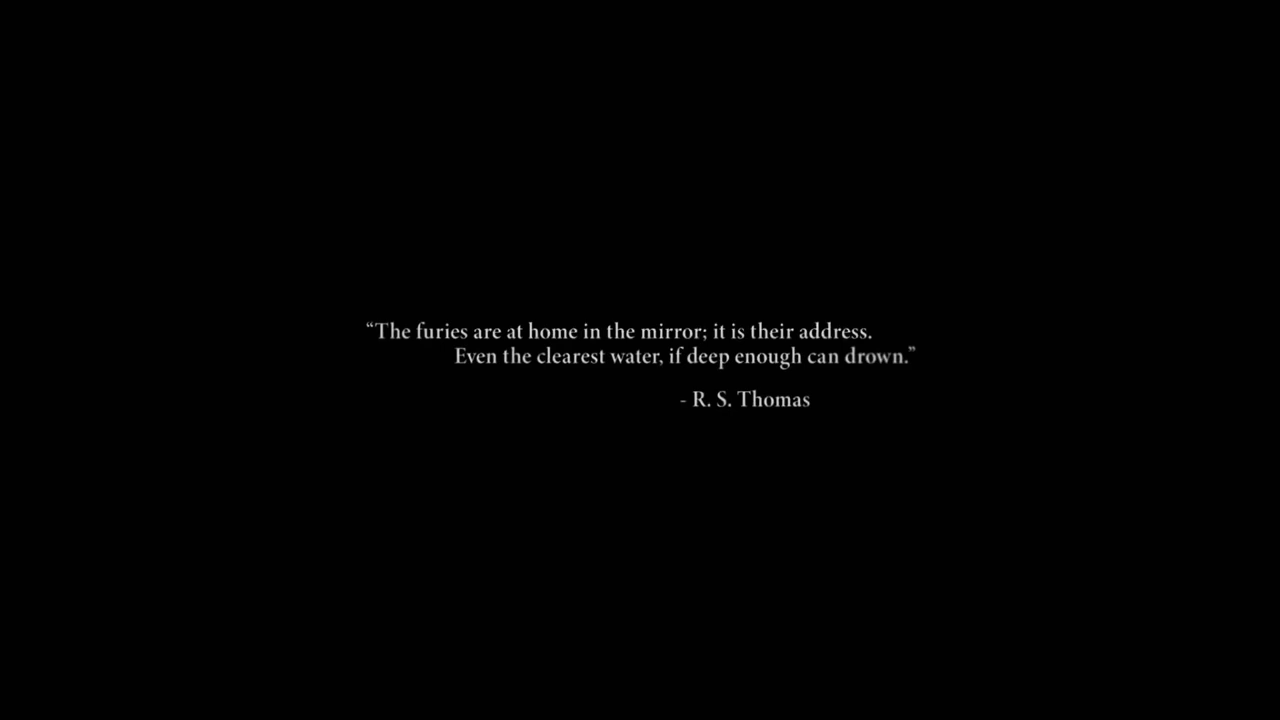 “The furies are at home in the mirror; it is their address.
Even the clearest water, if deep enough can drown.”
- R. S. Thomas